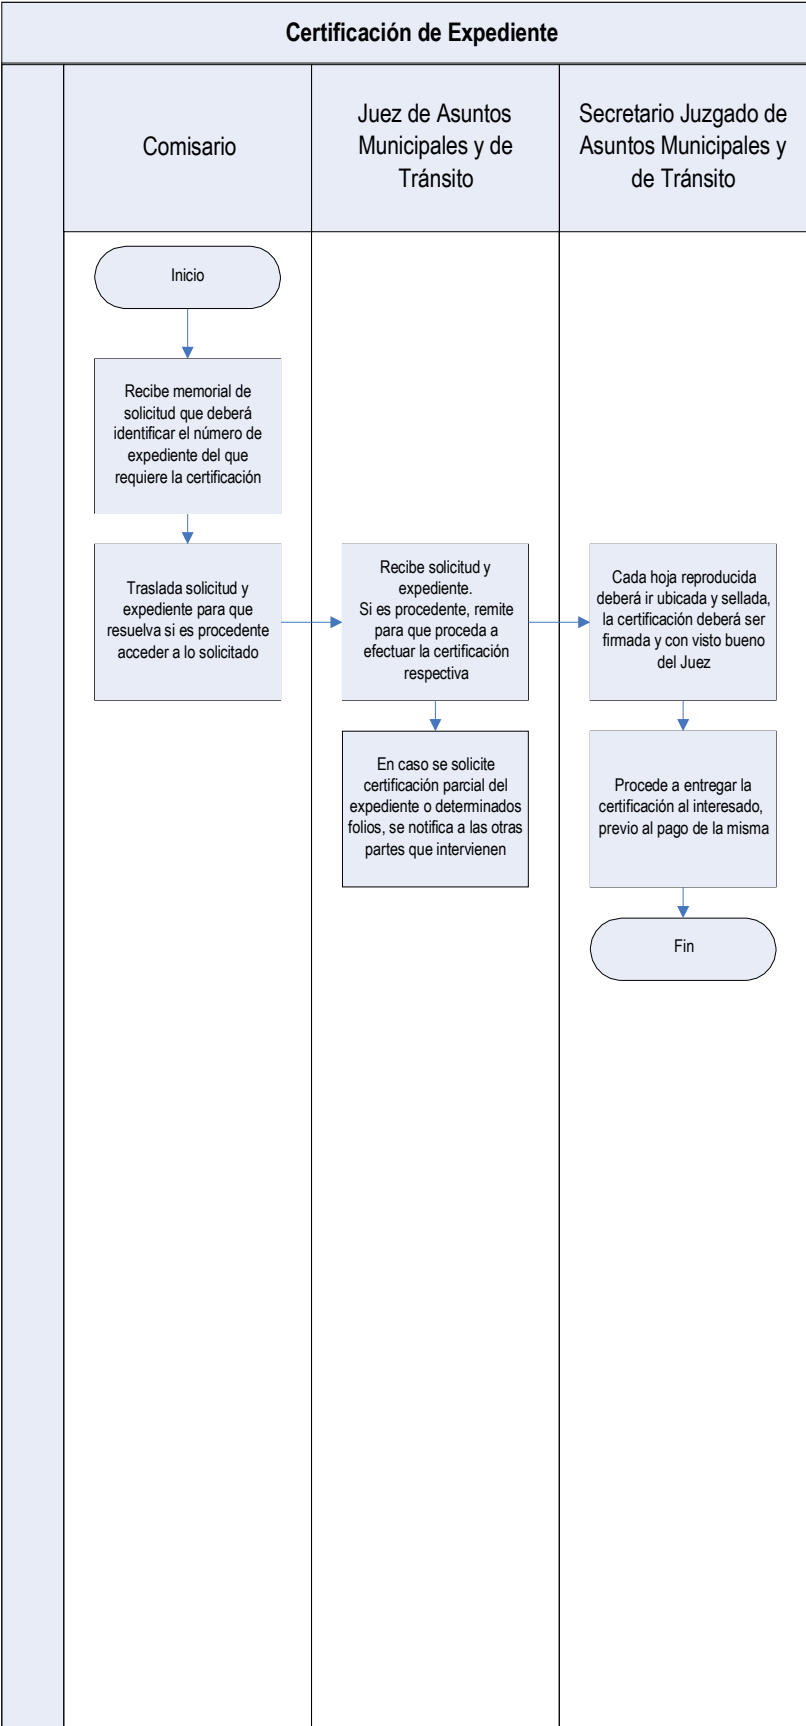 Certificación de Expediente
Comisario
Juez de Asuntos
Municipales y de
Tránsito
Secretario Juzgado de
Asuntos Municipales y
de Tránsito
Inicio
Recibe memorial de
solicitud que deberá
identificar el número de
expediente del que
requiere la certificación
Traslada solicitud y
expediente para que
resuelva si es procedente
acceder a lo solicitado
Recibe solicitud y
expediente.
Si es procedente, remite
para que proceda a
efectuar la certificación
respectiva
En caso se solicite
certificación parcial del
expediente o determinados
folios, se notifica a las otras
partes que intervienen
Cada hoja reproducida
deberá ir ubicada y sellada,
la certificación deberá ser
firmada y con visto bueno
del Juez
Procede a entregar la
certificación al interesado,
previo al pago de la misma
Fin